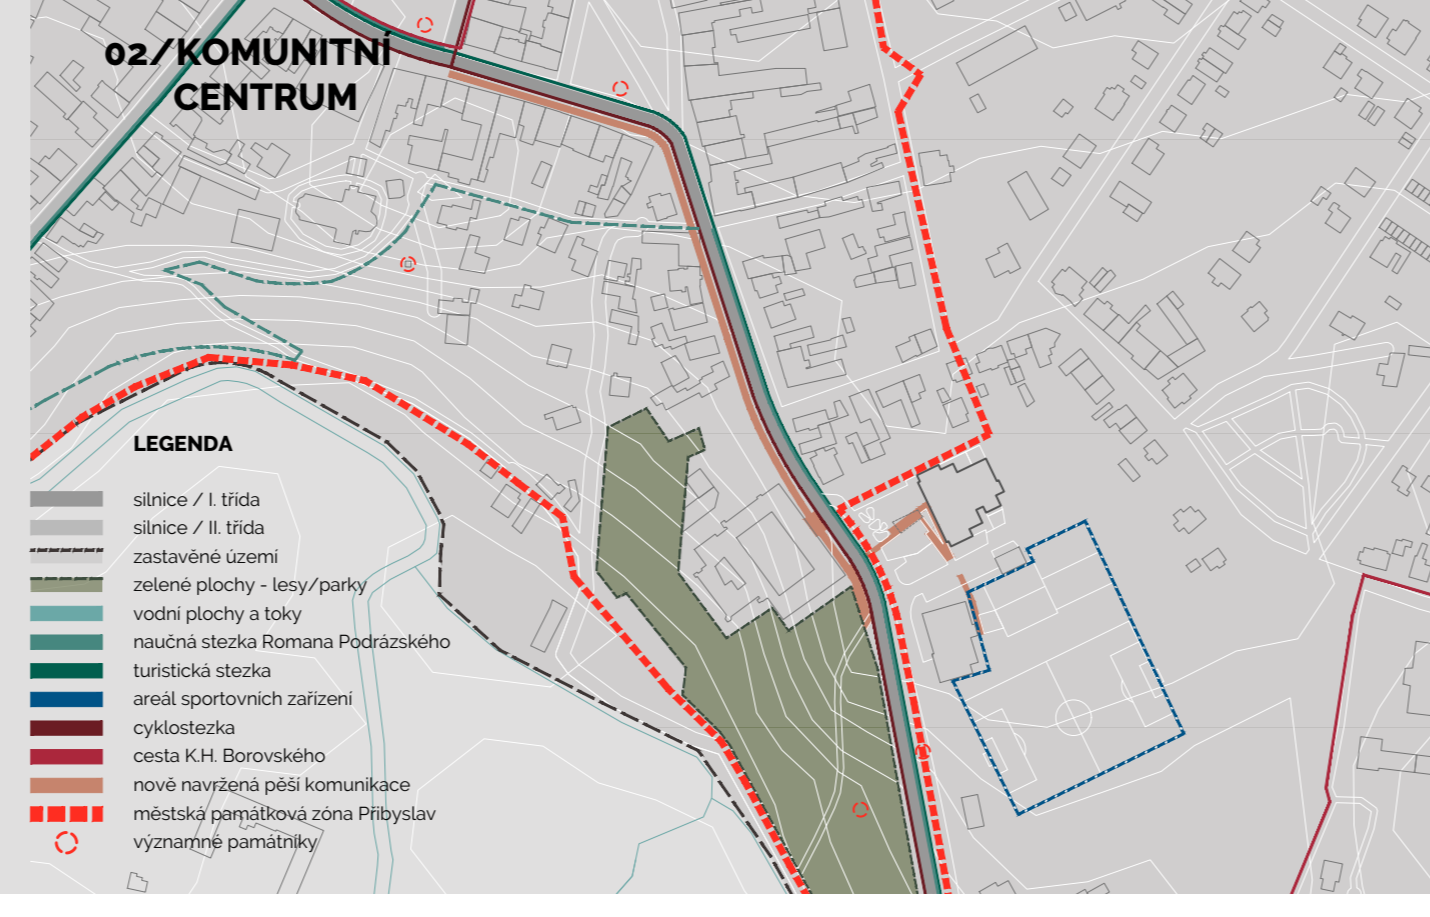 02/KOMUNITNÍ
CENTRUM
LEGENDA
silnice / I. třída
silnice / II. třída
zastavěné území
zelené plochy - lesy/parky
vodní plochy a toky
naučná stezka Romana Podrázského
turistická stezka
areál sportovních zařízení
cyklostezka
cesta K.H. Borovského
nově navržená pěší komunikace
městská památková zóna Přibyslav
významné památníky